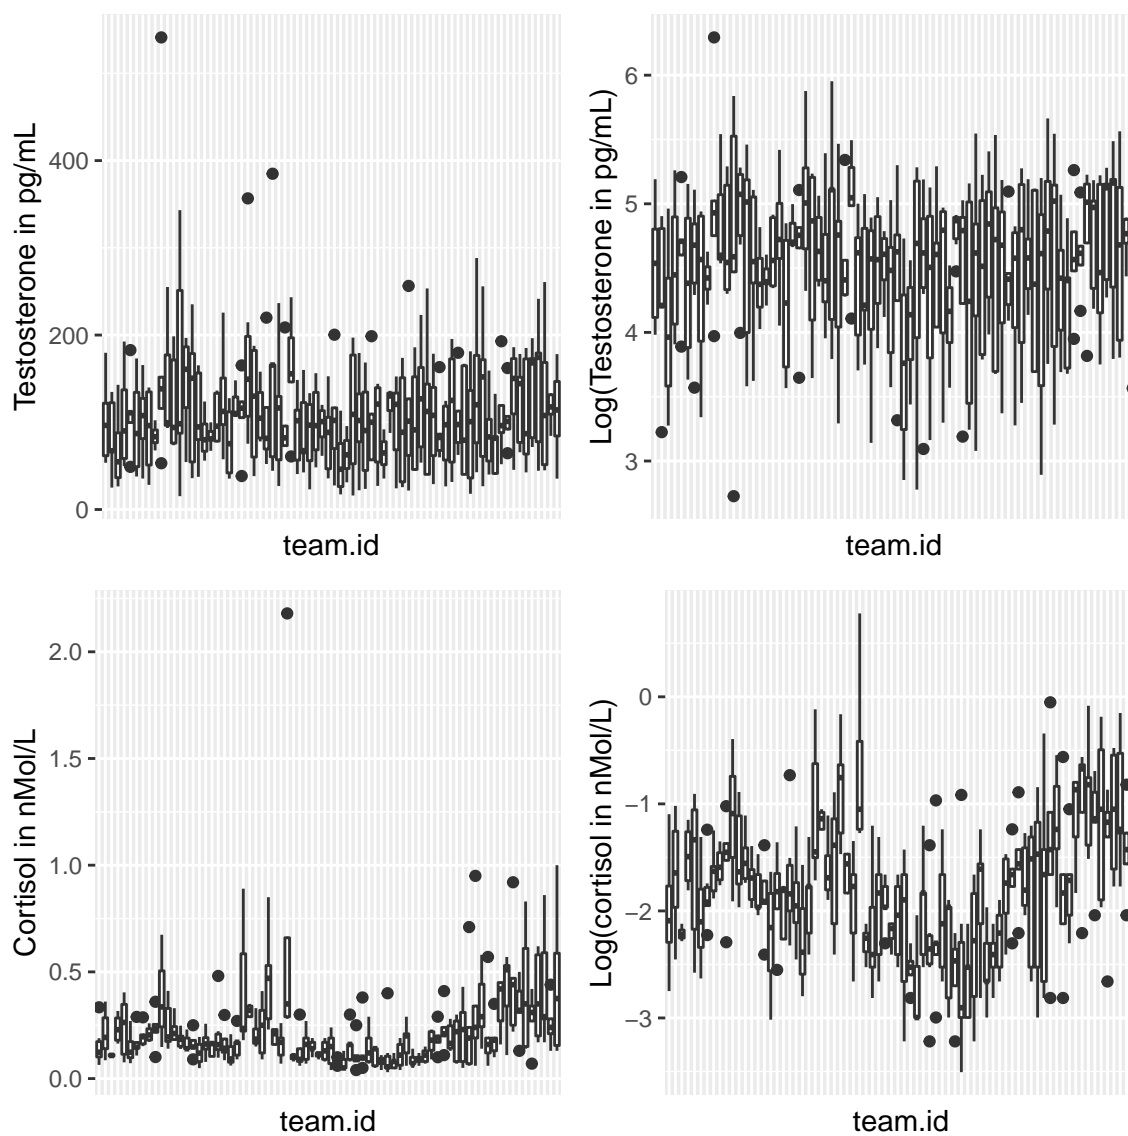 Testosterone in pg/mL
400
200
0
team.id
Log(Testosterone in pg/mL)
6
5
4
3
team.id
Cortisol in nMol/L
2.0
1.5
1.0
0.5
0.0
team.id
Log(cortisol in nMol/L)
0
−1
−2
−3
team.id